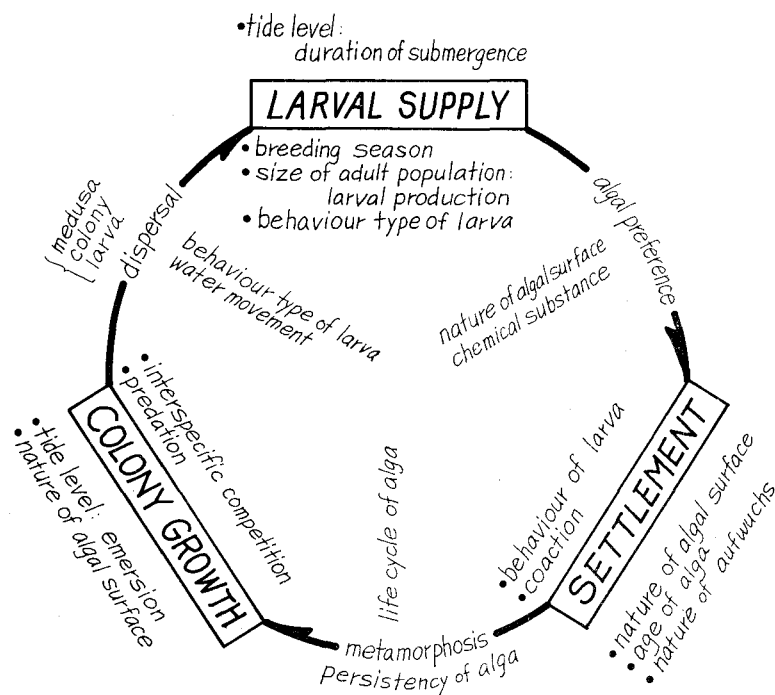 •tide level:
duration of submergence
LARVAL SUPPLY
• breeding season
• size of adult population:
larval production
• behaviour type of larva
algal preference
nature of algal surface
chemical substance
SETTLEMENT
• behaviour of larva
• coaction
• nature of algal surface
• age of alga
• nature of aufwuchs
metamorphosis
Persistency of alga
life cycle of alga
COLONY GROWTH
• interspecific competition
• predation
• tide level: emersion
• nature of algal surface
dispersal
medusa
colony
larva
behaviour type of larva
water movement